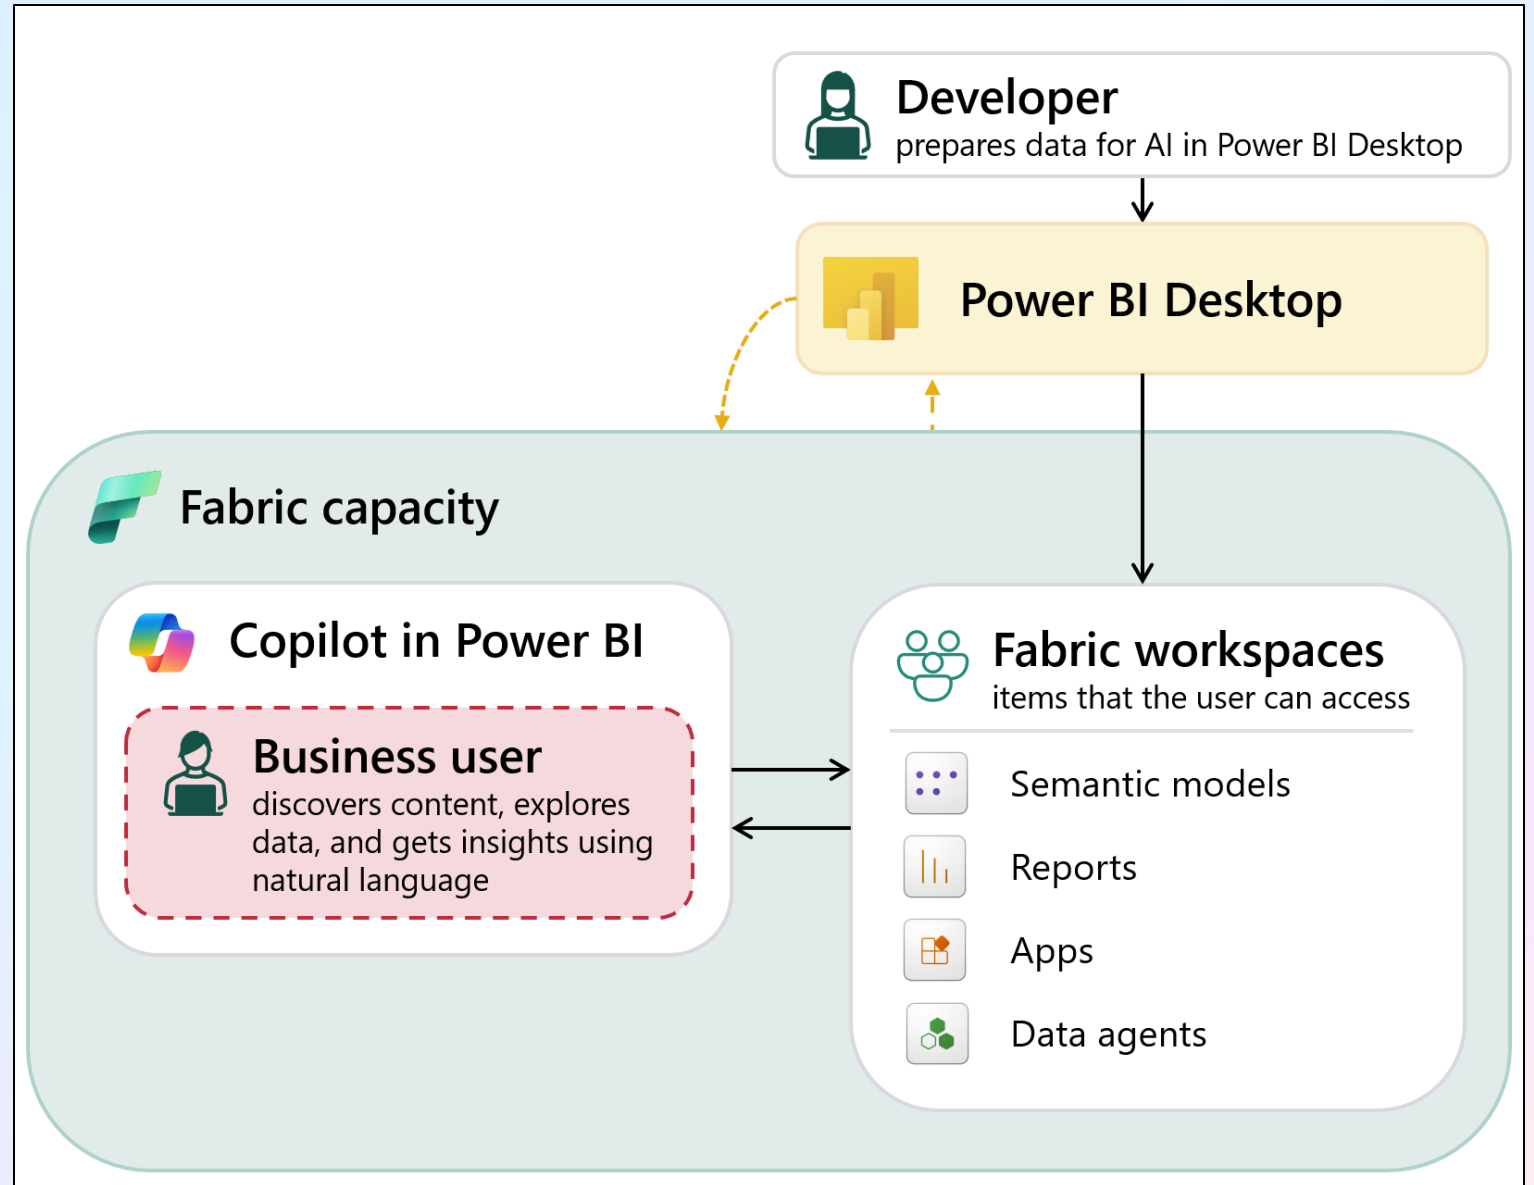 Developer
prepares data for AI in Power BI Desktop
Power BI Desktop
Fabric capacity
Copilot in Power BI
Business user
discovers content, explores
data, and gets insights using
natural language
Fabric workspaces
items that the user can access
Semantic models
Reports
Apps
Data agents